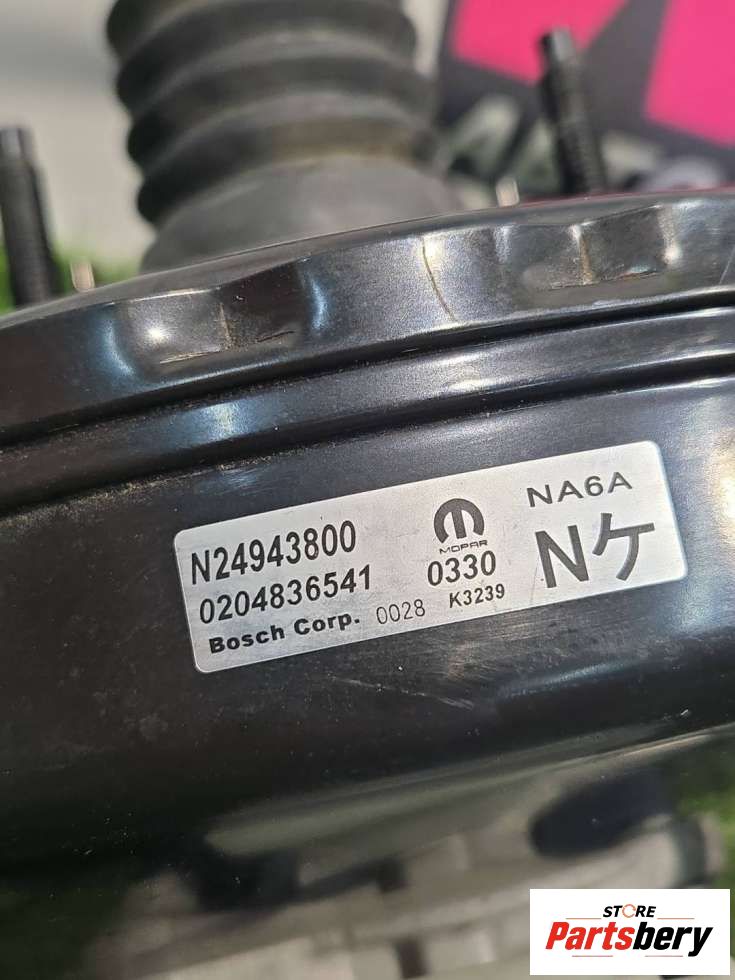 N24943800
MOPAR
NA6A
0204836541
0330
Nケ
Bosch Corp. 0028 K3239
STORE
Partsbery